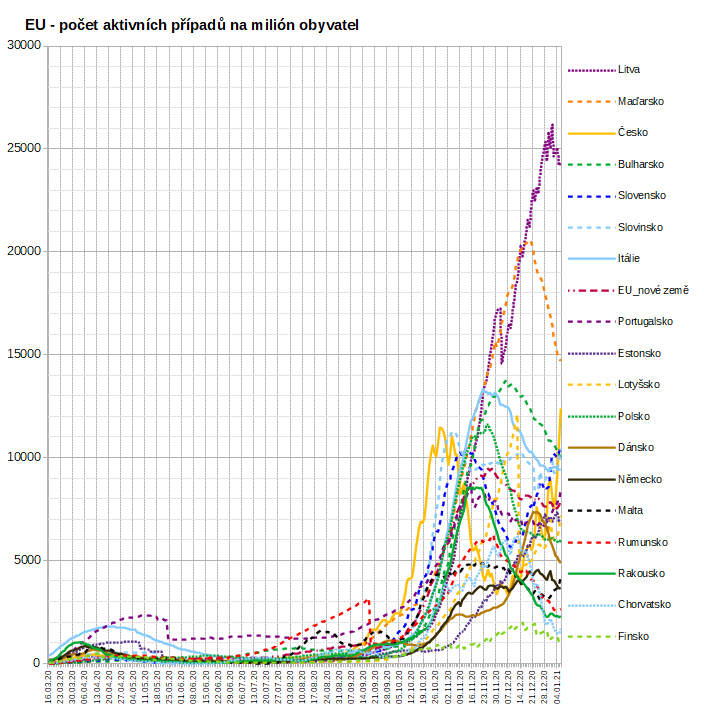 EU - počet aktivních případů na milión obyvatel
30000
25000
20000
15000
10000
5000
0
Litva
Maďarsko
Česko
Bulharsko
Slovensko
Slovinsko
Itálie
EU_nové země
Portugalsko
Estonsko
Lotyšsko
Polsko
Dánsko
Německo
Malta
Rumunsko
Rakousko
Chorvatsko
Finsko
16.03.20
23.03.20
30.03.20
06.04.20
13.04.20
20.04.20
27.04.20
04.05.20
11.05.20
18.05.20
25.05.20
01.06.20
08.06.20
15.06.20
22.06.20
29.06.20
06.07.20
13.07.20
20.07.20
27.07.20
03.08.20
10.08.20
17.08.20
24.08.20
31.08.20
07.09.20
14.09.20
21.09.20
28.09.20
05.10.20
12.10.20
19.10.20
26.10.20
02.11.20
09.11.20
16.11.20
23.11.20
30.11.20
07.12.20
14.12.20
21.12.20
28.12.20
04.01.21